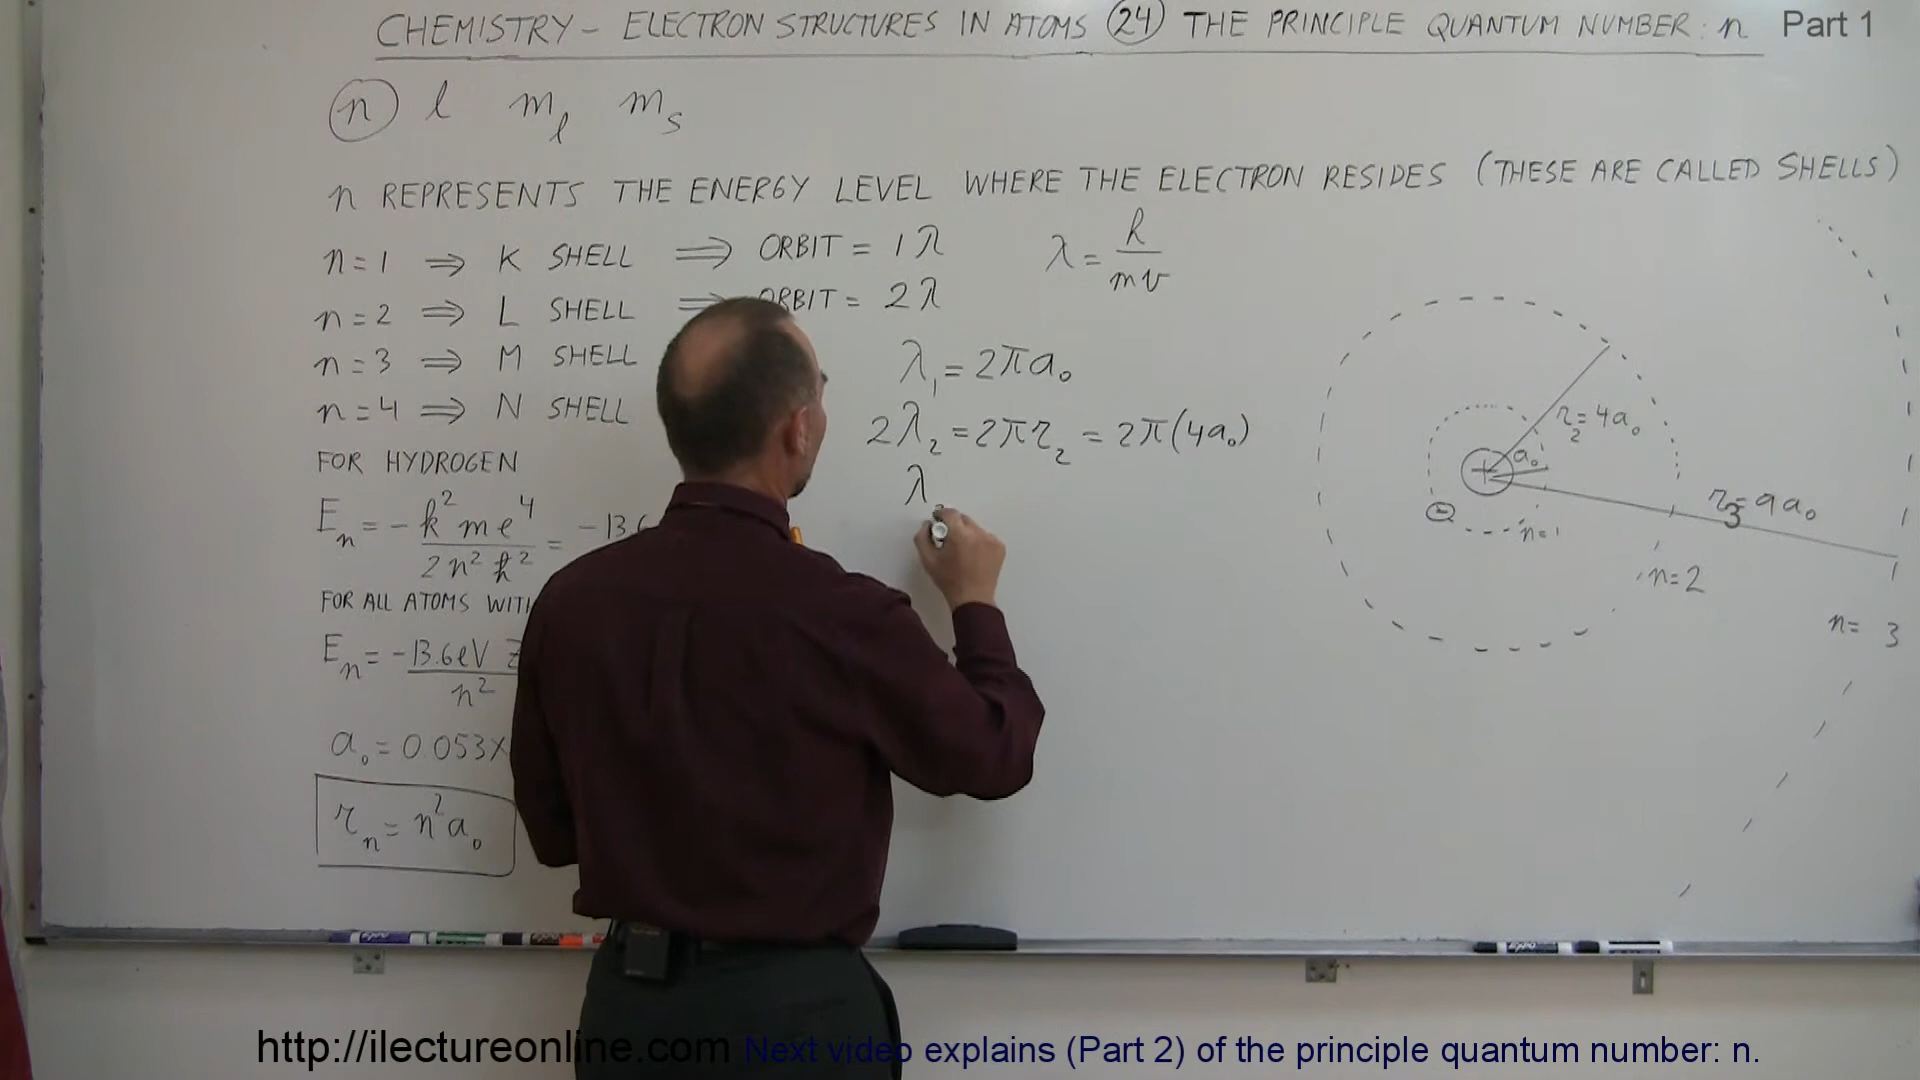 CHEMISTRY – ELECTRON STRUCTURES IN ATOMS (24) THE PRINCIPLE QUANTUM NUMBER: n Part 1
n l m_l m_s
n REPRESENTS THE ENERGY LEVEL WHERE THE ELECTRON RESIDES (THESE ARE CALLED SHELLS)
n=1 ⇒ K SHELL ⇒ ORBIT = 1λ
λ = h/mv
n=2 ⇒ L SHELL ⇒ ORBIT = 2λ
n=3 ⇒ M SHELL
n=4 ⇒ N SHELL
λ₁ = 2πa₀
2λ₂ = 2πr₂ = 2π(4a₀)
λ
FOR HYDROGEN
E_n = -k²me⁴/2n²ħ² = -13.6
FOR ALL ATOMS
E_n = -13.6eV Z/n²
a₀ = 0.053×
r_n = n²a₀
r₂=4a₀
+ a₀
r₃=9a₀
– n=1
n=2
n= 3
http://ilectureonline.com Next video explains (Part 2) of the principle quantum number: n.